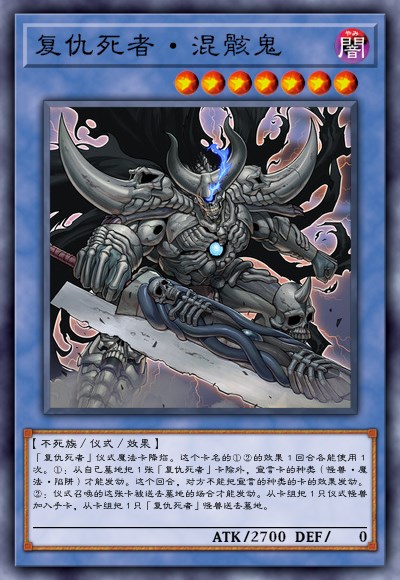 复仇死者・混骸鬼
やみ
闇
【不死族／仪式／效果】
「复仇死者」仪式魔法卡降临。这个卡名的①②的效果1回合各能使用1
次。①：从自己墓地把1张「复仇死者」卡除外，宣言卡的种类（怪兽・魔
法・陷阱）才能发动。这个回合，对方不能把宣言的种类的卡的效果发动。
②：仪式召唤的这张卡被送去墓地的场合才能发动。从卡组把1只仪式怪兽
加入手卡，从卡组把1只「复仇死者」怪兽送去墓地。
ATK/2700 DEF/ 0